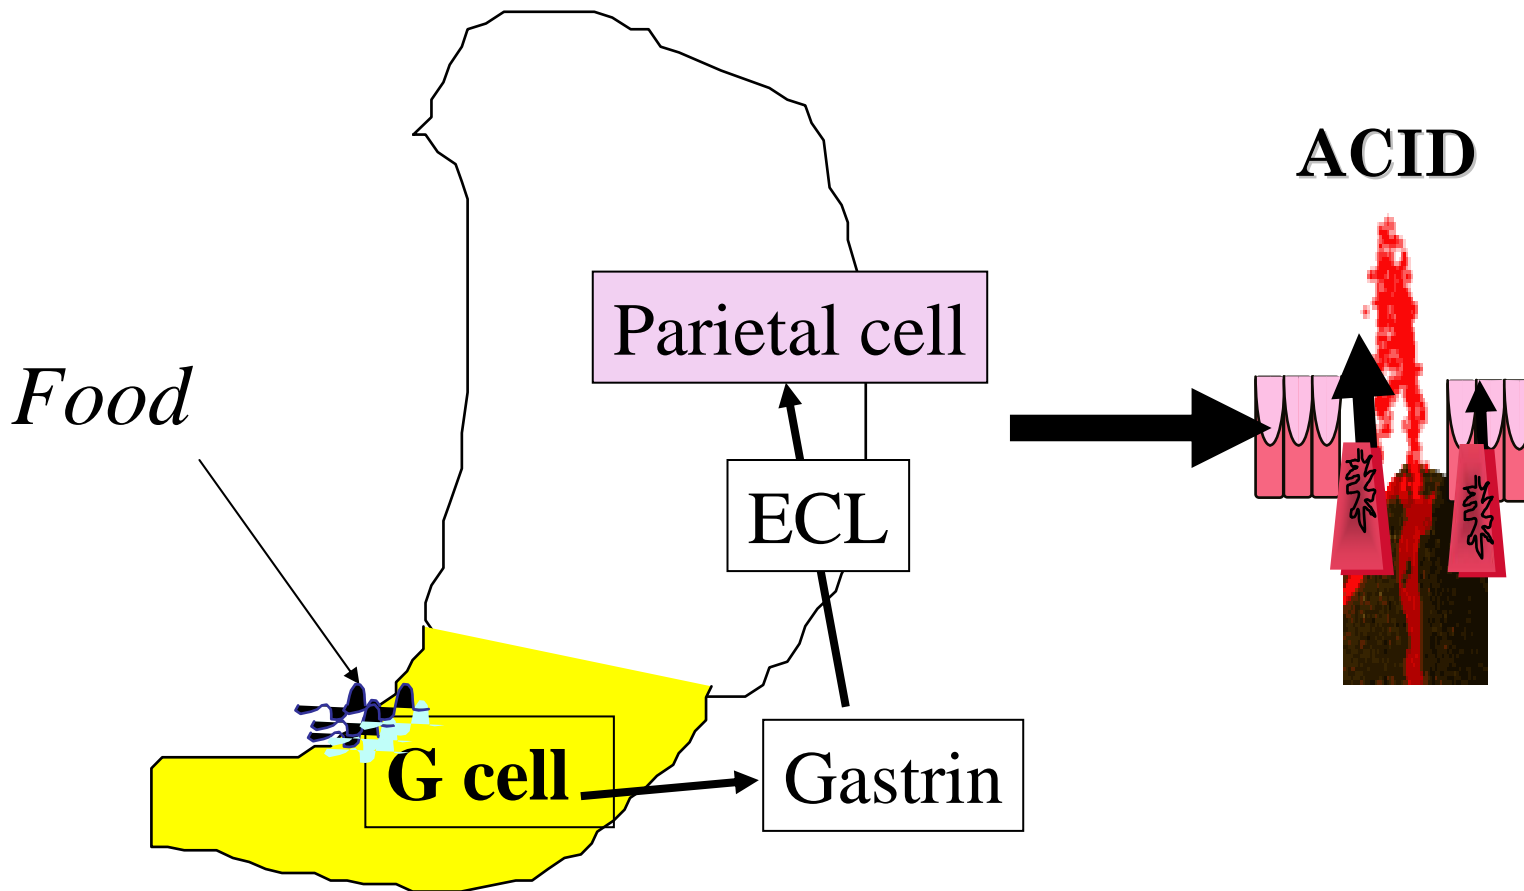 ACID
Parietal cell
Food
ECL
G cell
Gastrin